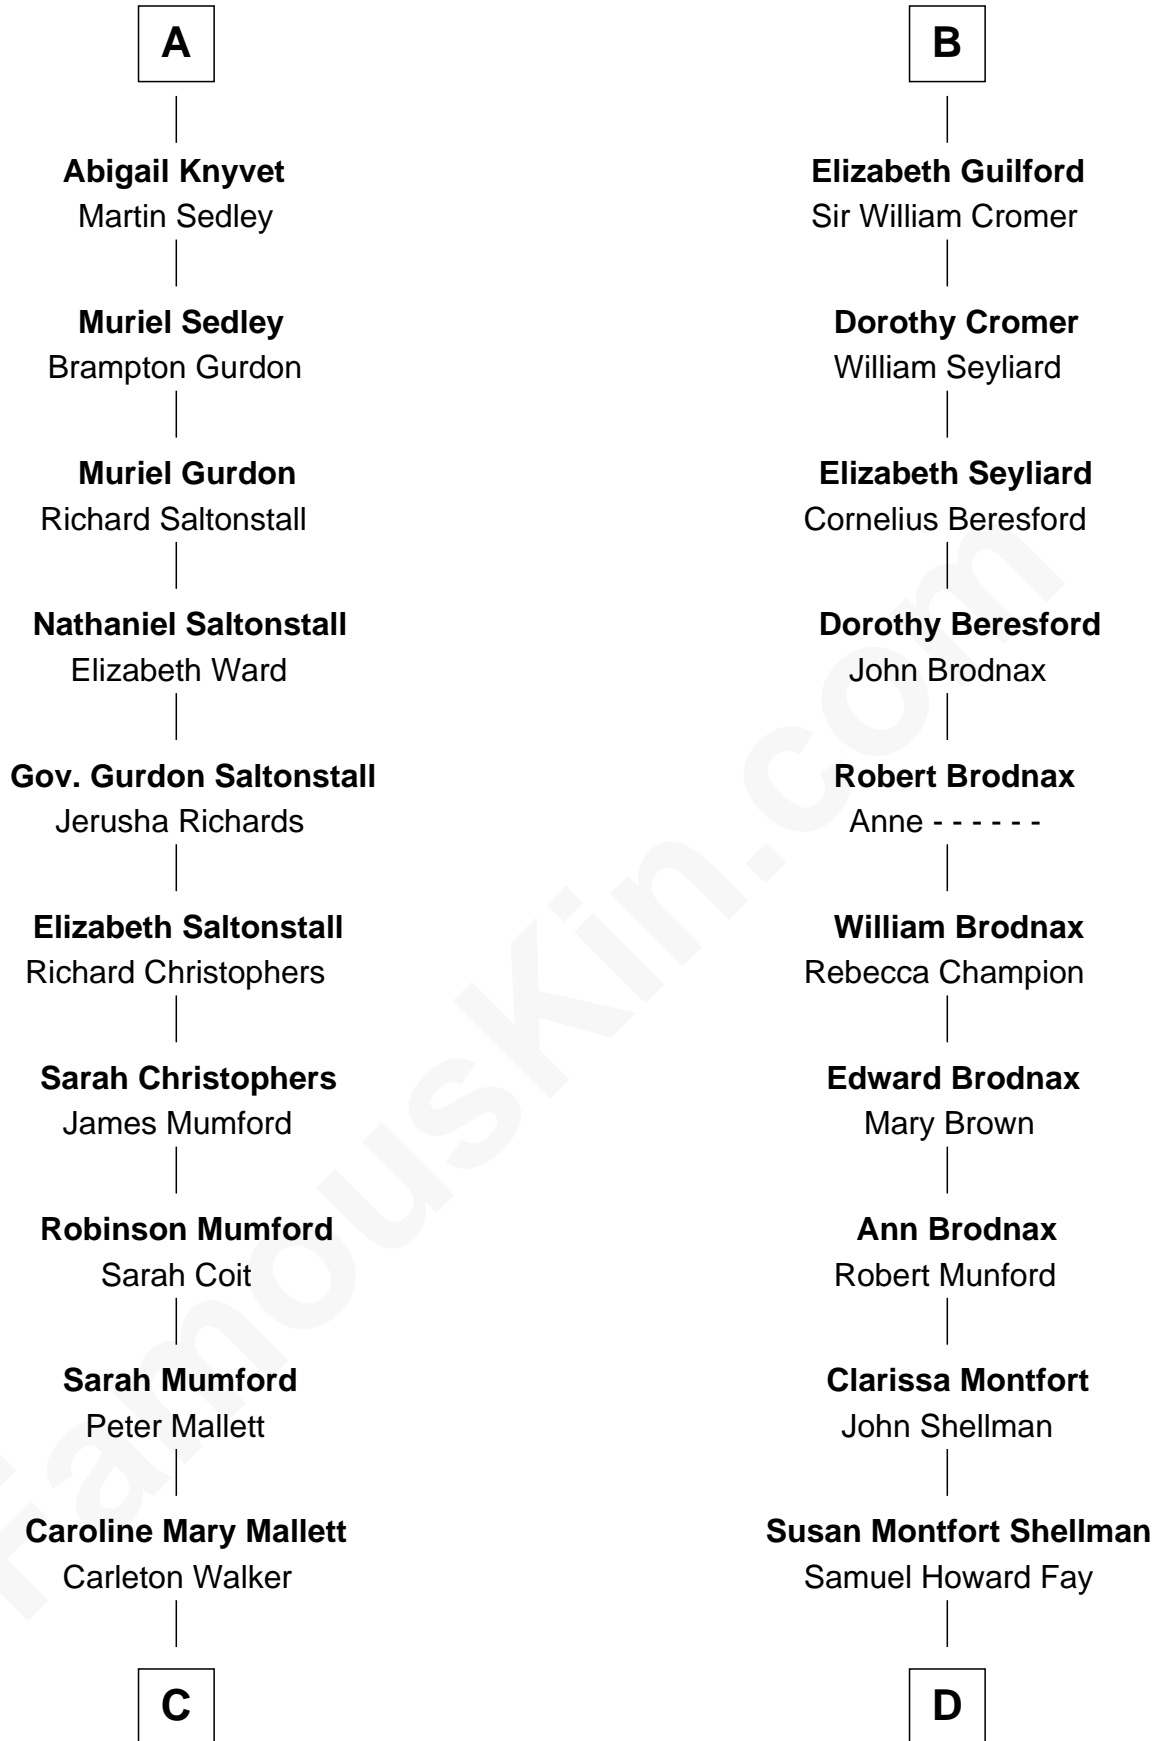 A
Abigail Knyvet
Martin Sedley
Muriel Sedley
Brampton Gurdon
Muriel Gurdon
Richard Saltonstall
Nathaniel Saltonstall
Elizabeth Ward
Gov. Gurdon Saltonstall
Jerusha Richards
Elizabeth Saltonstall
Richard Christophers
Sarah Christophers
James Mumford
Robinson Mumford
Sarah Coit
Sarah Mumford
Peter Mallett
Caroline Mary Mallett
Carleton Walker
C
B
Elizabeth Guilford
Sir William Cromer
Dorothy Cromer
William Seyliard
Elizabeth Seyliard
Cornelius Beresford
Dorothy Beresford
John Brodnax
Robert Brodnax
Anne - - - - - -
William Brodnax
Rebecca Champion
Edward Brodnax
Mary Brown
Ann Brodnax
Robert Munford
Clarissa Montfort
John Shellman
Susan Montfort Shellman
Samuel Howard Fay
D
FamousKin.com